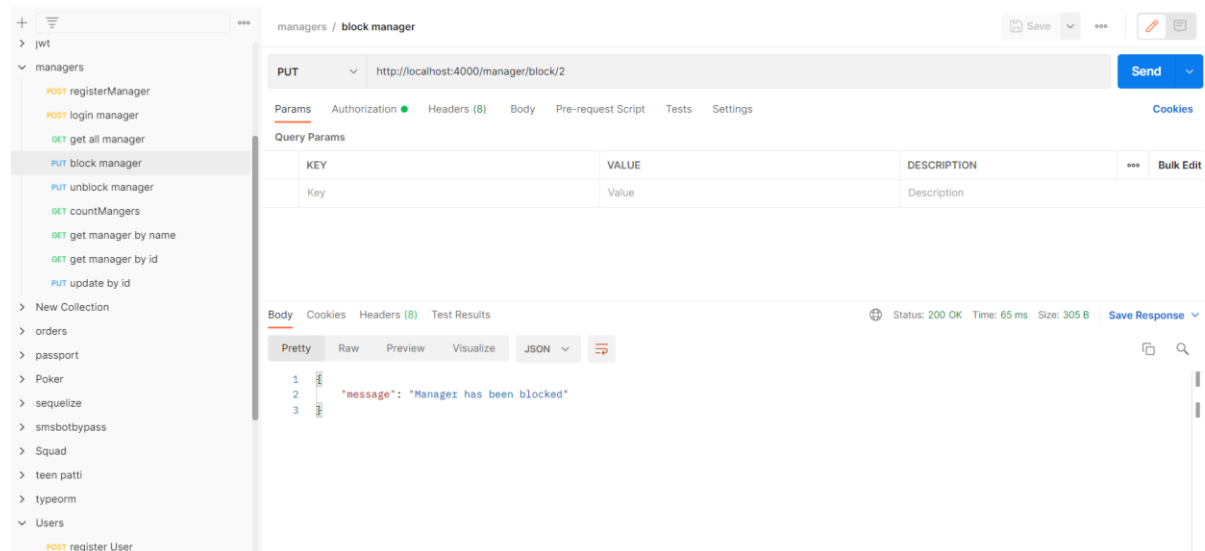 jwt
managers
POST registerManager
POST login manager
GET get all manager
PUT block manager
PUT unblock manager
GET countMangers
GET get manager by name
GET get manager by id
PUT update by id
New Collection
orders
passport
Poker
sequelize
smsbotbypass
Squad
teen patti
typeorm
Users
POST register User
managers / block manager
Save
PUT http://localhost:4000/manager/block/2 Send
Params Authorization Headers (8) Body Pre-request Script Tests Settings Cookies
Query Params
KEY VALUE DESCRIPTION Bulk Edit
Key Value Description
Body Cookies Headers (8) Test Results Status: 200 OK Time: 65 ms Size: 305 B Save Response
Pretty Raw Preview Visualize JSON
1 {
2 "message": "Manager has been blocked"
3 }